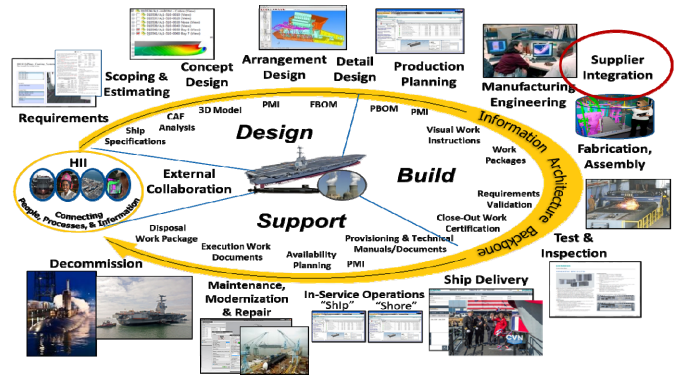 Concept
Design
Arrangement
Design
Detail
Design
Production
Planning
Scoping &
Estimating
Requirements
Manufacturing
Engineering
Supplier
Integration
Fabrication,
Assembly
Test &
Inspection
Ship Delivery
In-Service Operations
"Ship" "Shore"
Maintenance,
Modernization
& Repair
Decommission
Information Architecture Backbone
Ship
Specifications
CAF
Analysis
3D Model
PMI
FBOM
PBOM
PMI
Visual Work
Instructions
Work
Packages
Requirements
Validation
Close-Out Work
Certification
Provisioning & Technical
Manuals/Documents
PMI
Availability
Planning
Execution Work
Documents
Disposal
Work Package
Design
Build
Support
External
Collaboration
HII
Connecting
People, Processes, & Information
CVN